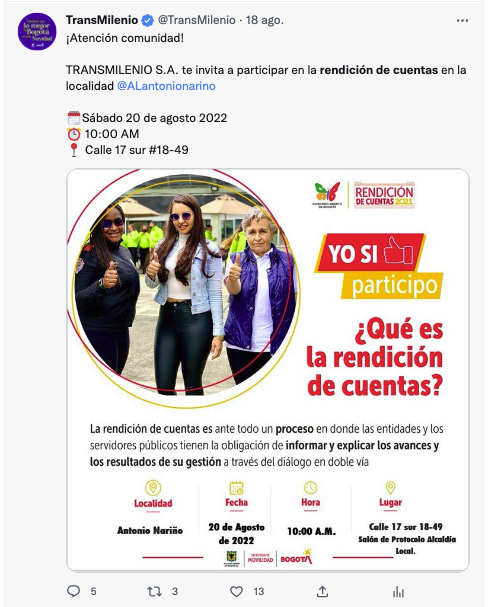 TransMilenio @TransMilenio · 18 ago.
¡Atención comunidad!
TRANSMILENIO S.A. te invita a participar en la rendición de cuentas en la
localidad @ALantonionarino
Sábado 20 de agosto 2022
10:00 AM
Calle 17 sur #18-49
RENDICIÓN
DE CUENTAS 2021
YO SI
participo
¿Qué es
la rendición
de cuentas?
La rendición de cuentas es ante todo un proceso en donde las entidades y los
servidores públicos tienen la obligación de informar y explicar los avances y
los resultados de su gestión a través del diálogo en doble vía
Localidad
Antonio Nariño
Fecha
20 de Agosto
de 2022
Hora
10:00 A.M.
Lugar
Calle 17 sur 18-49
Salón de Protocolo Alcaldía
Local.
MOVILIDAD
BOGOTÁ
5 3 13